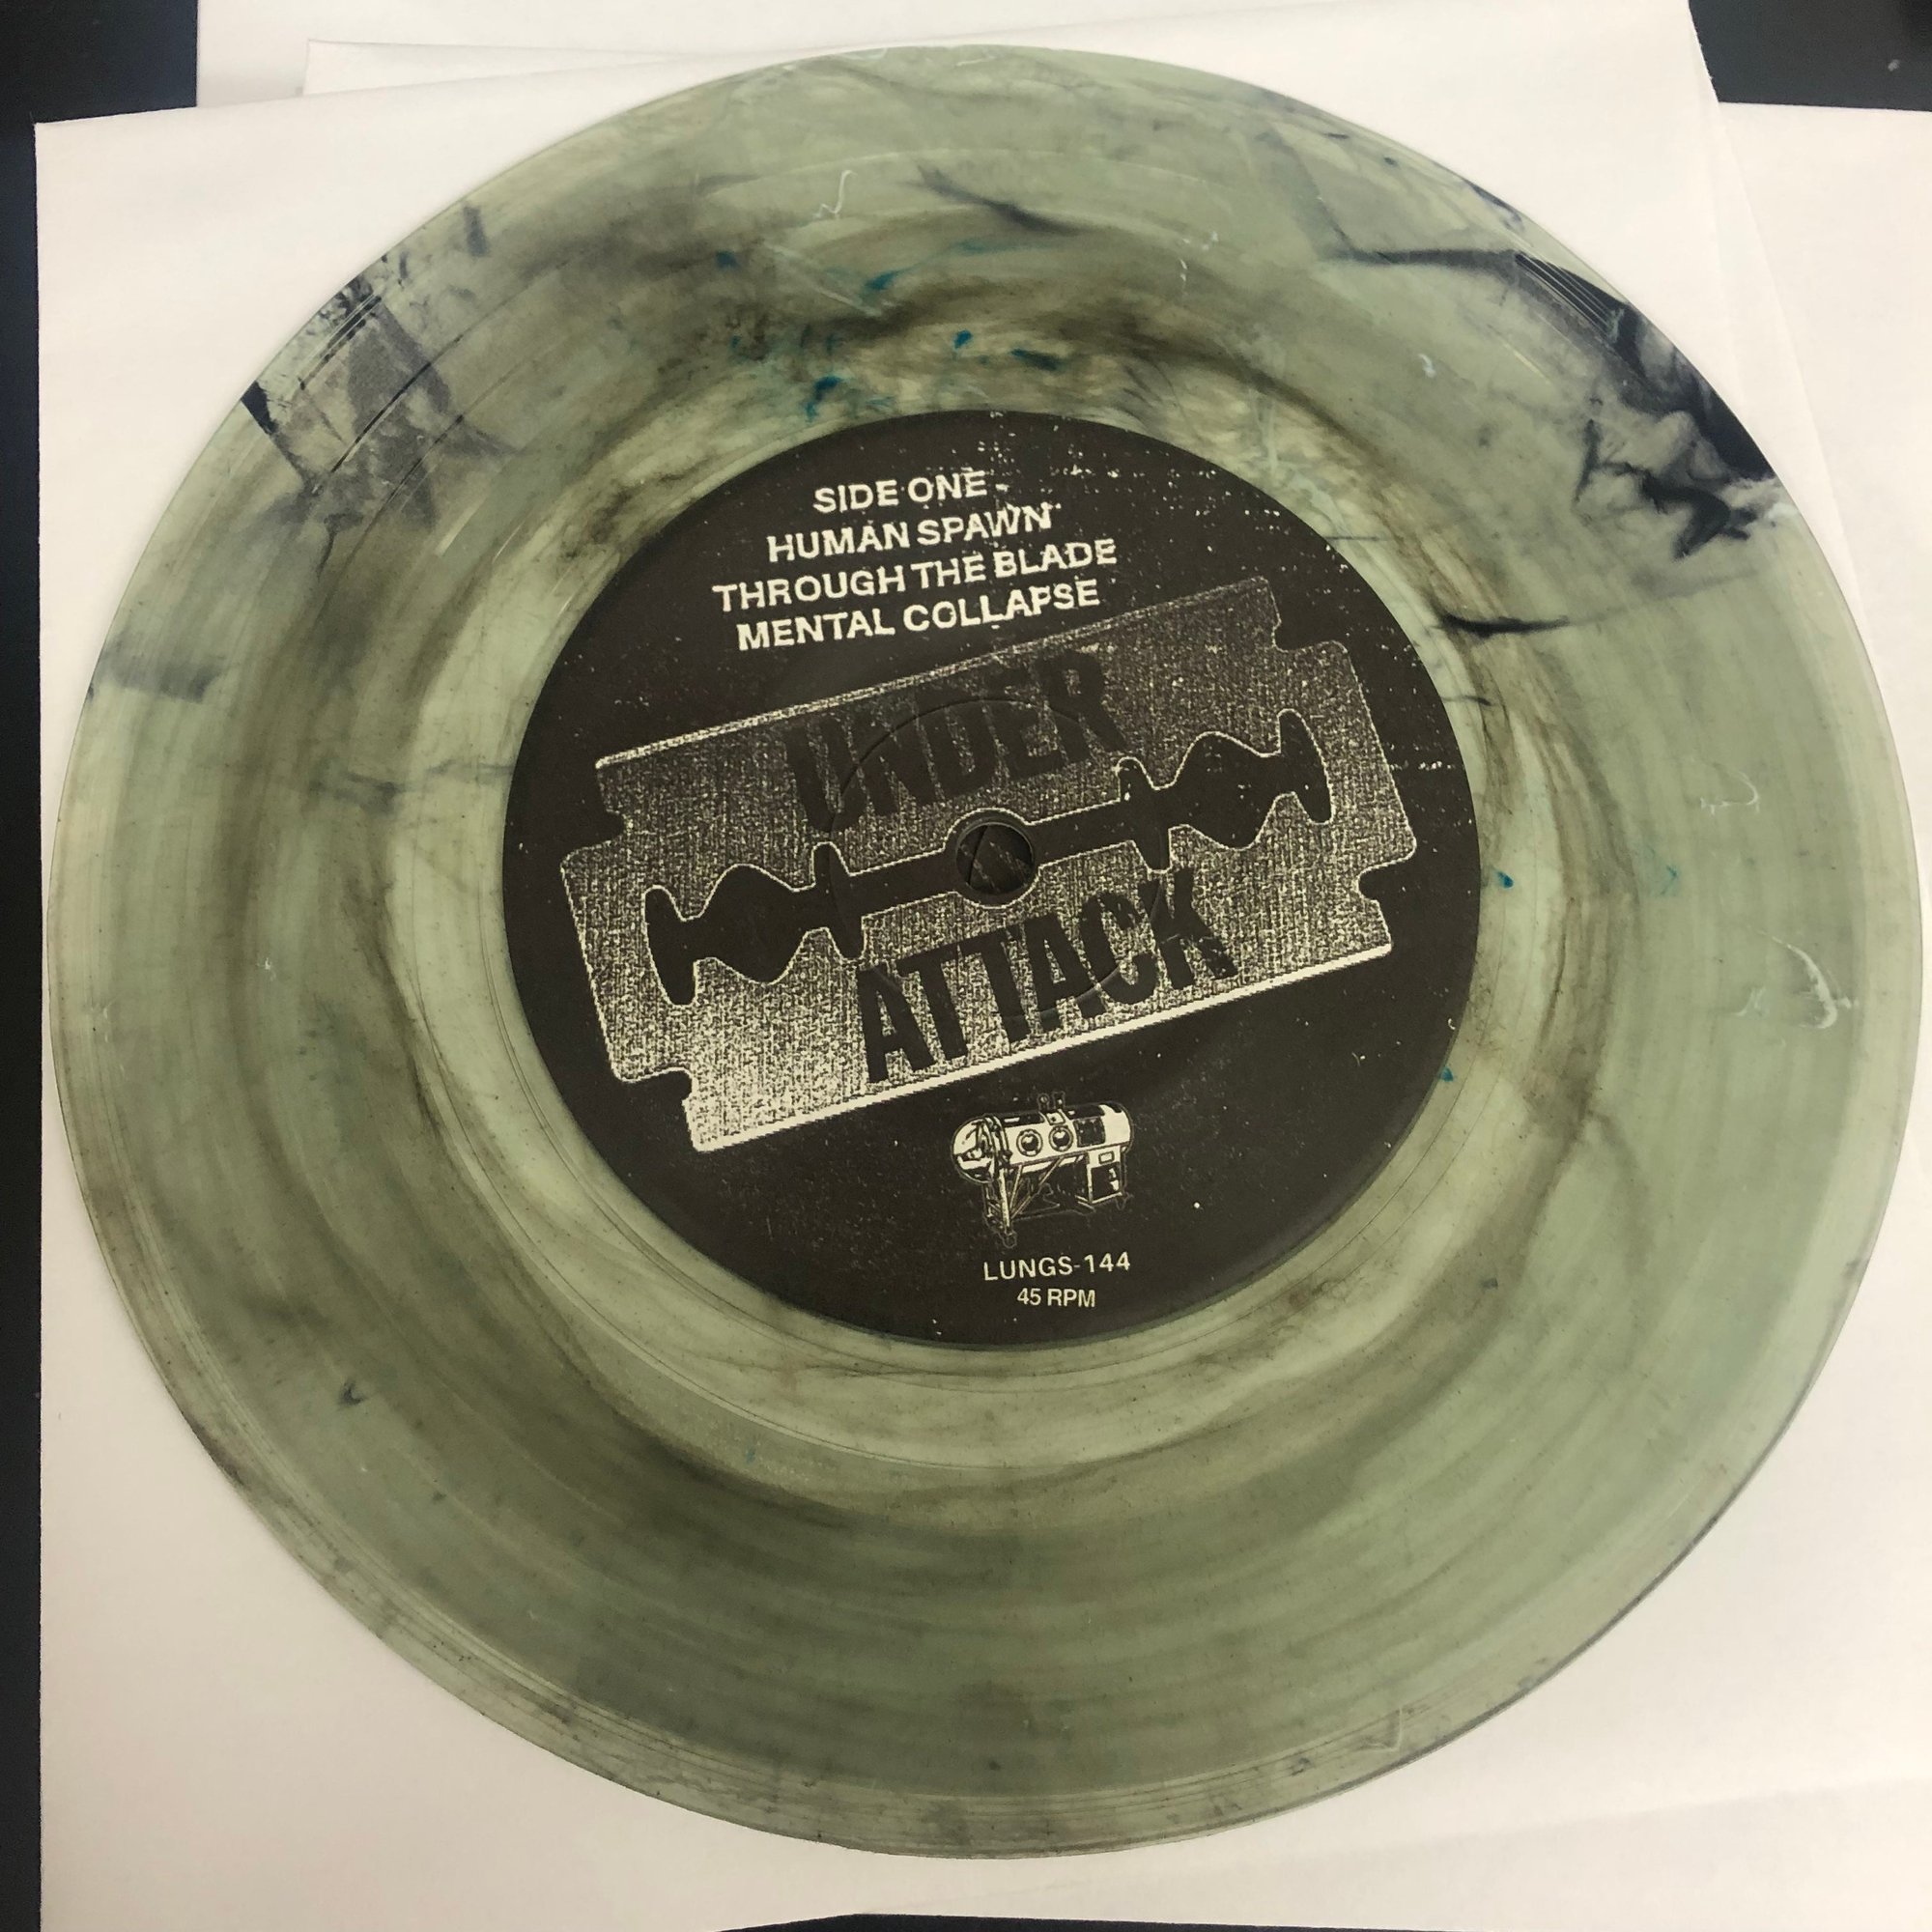 SIDE ONE -
HUMAN SPAWN
THROUGH THE BLADE
MENTAL COLLAPSE
UNDER
ATTACK
LUNGS-144
45 RPM